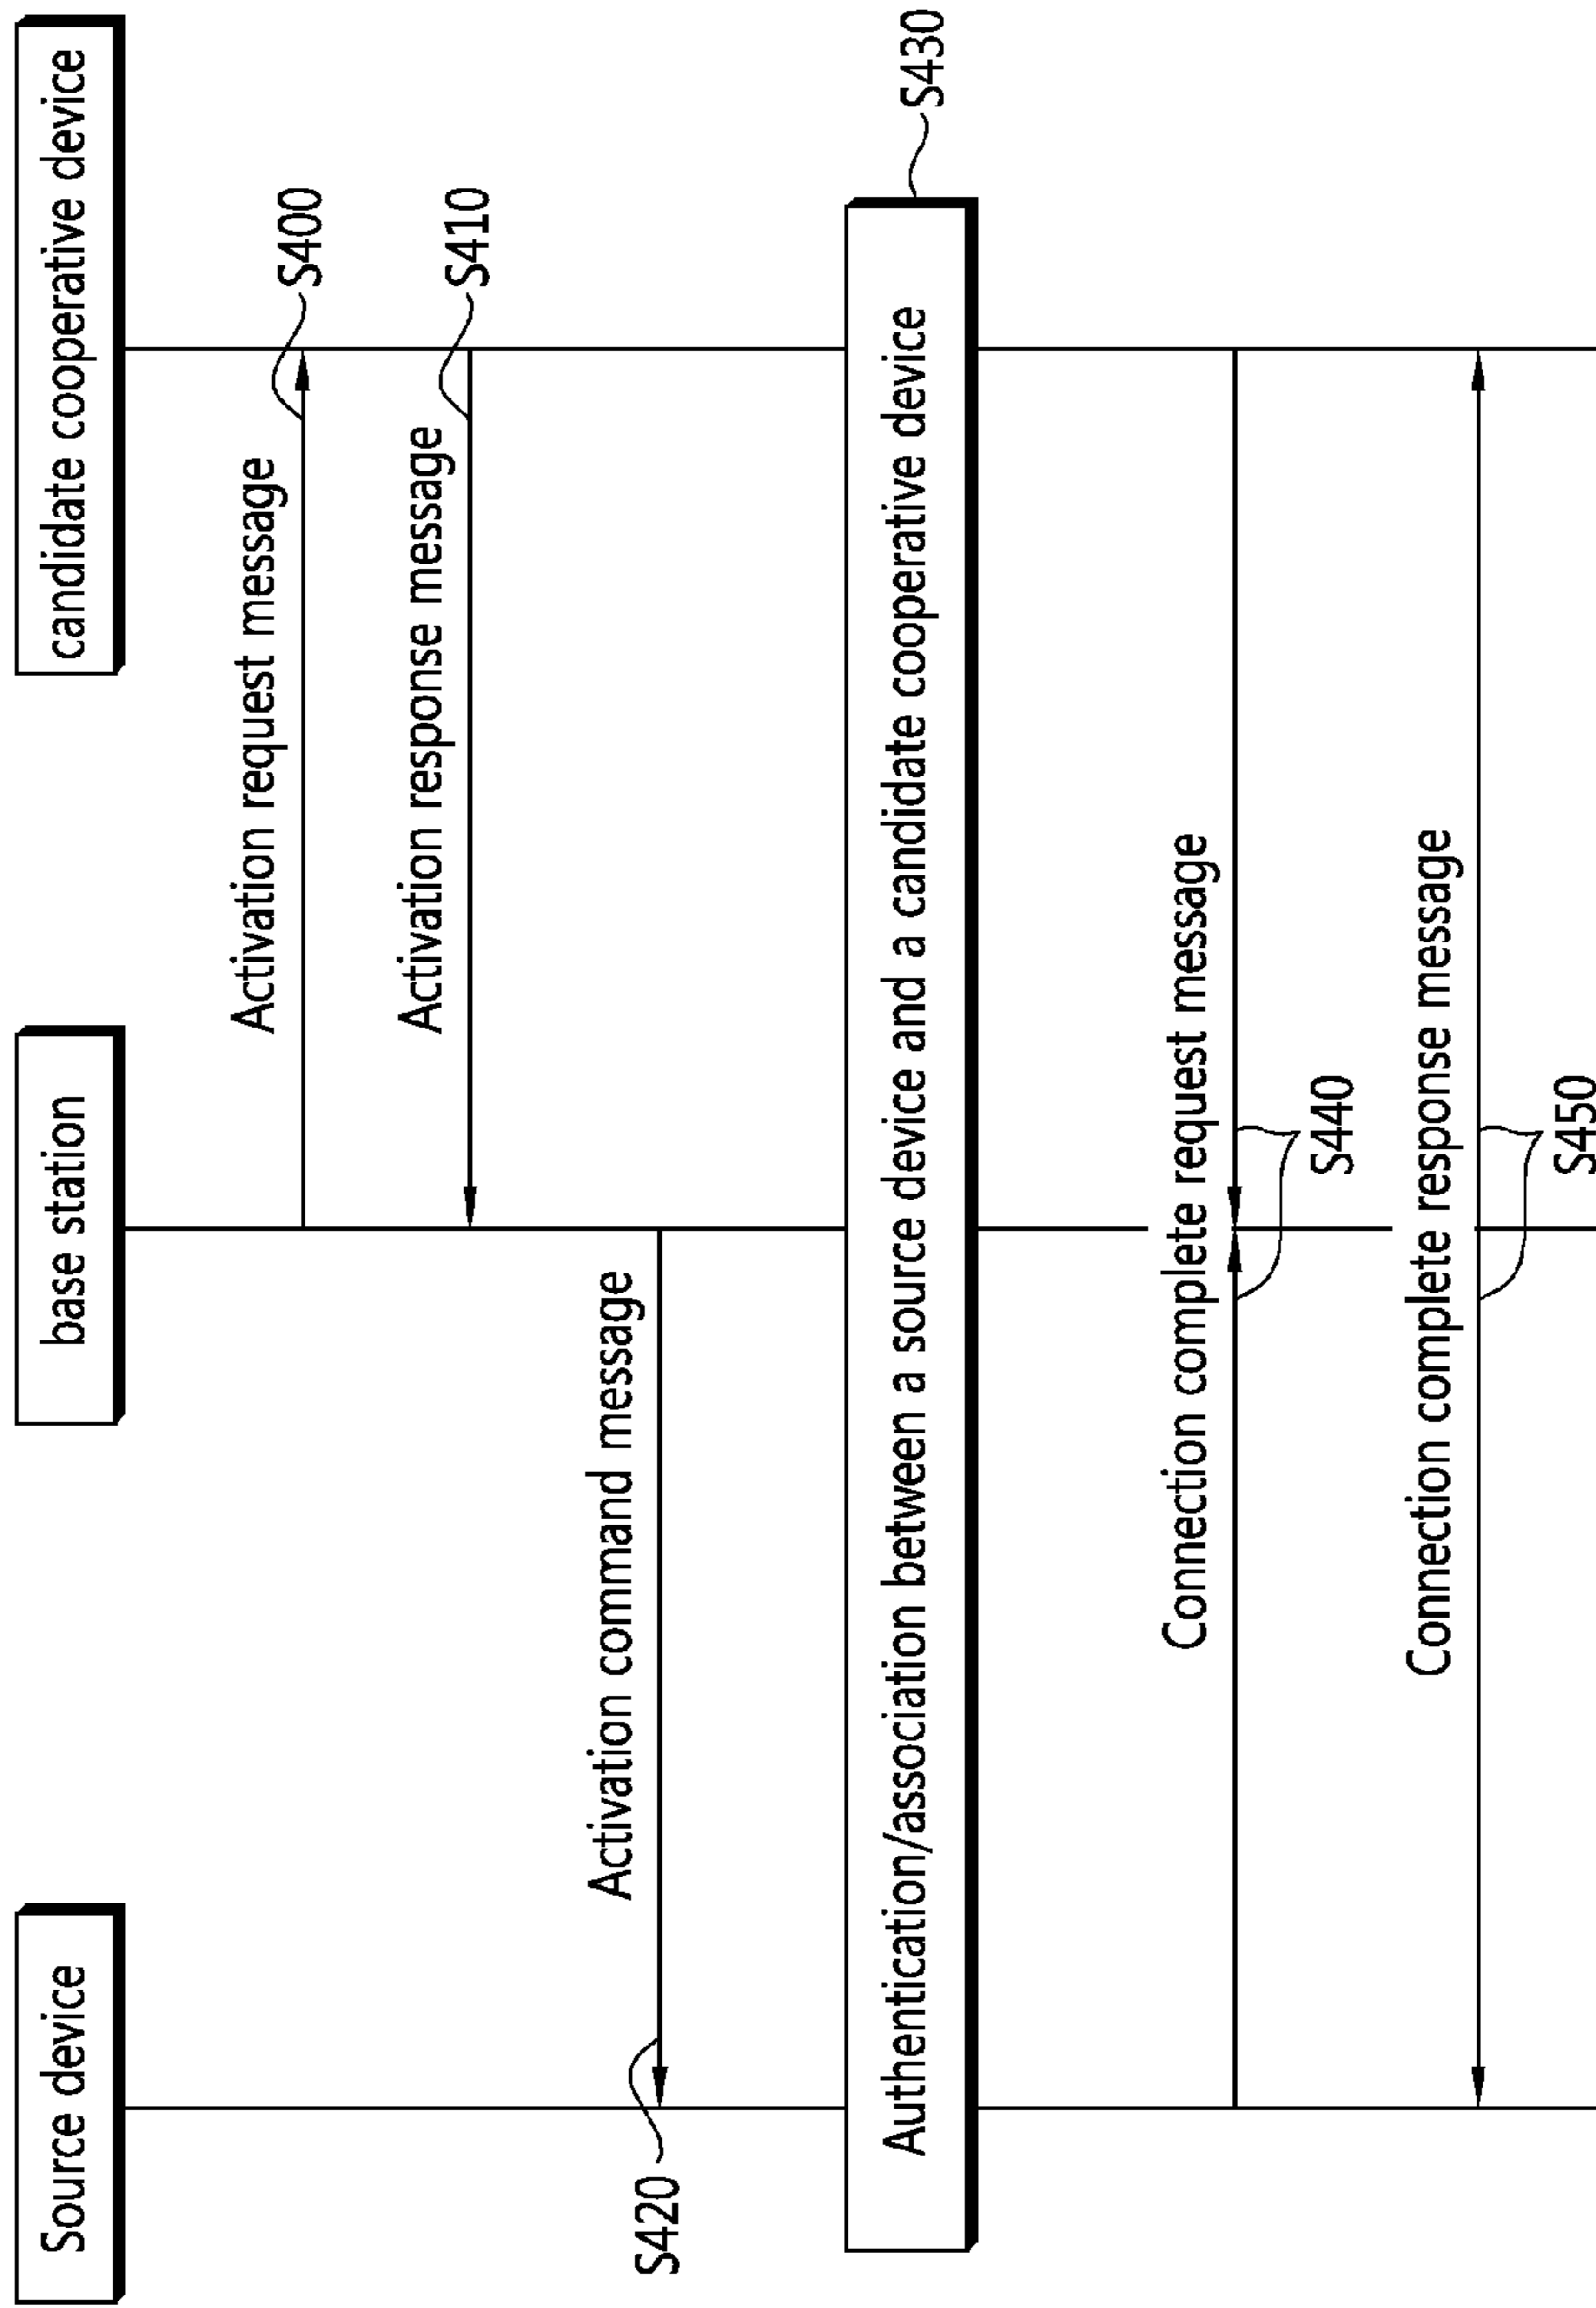 Source device
base station
candidate cooperative device
Activation request message
S400
Activation response message
S410
Activation command message
S420
Authentication/association between a source device and a candidate cooperative device
S430
Connection complete request message
S440
Connection complete response message
S450